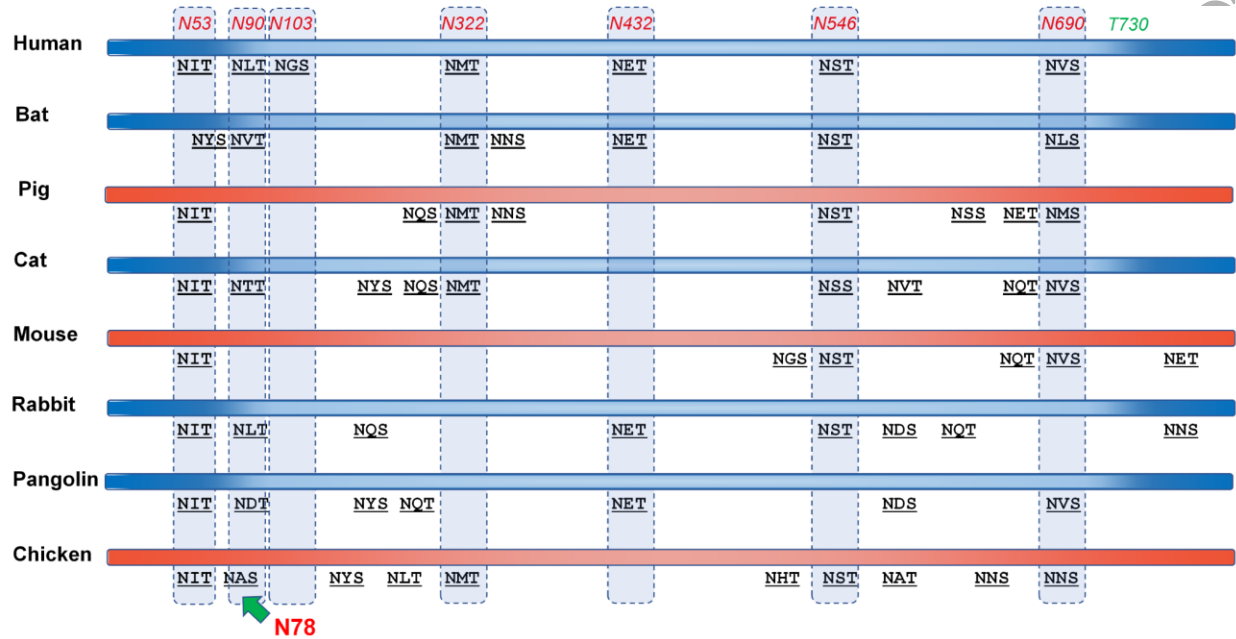 N53 N90 N103 N322 N432 N546 N690 T730
Human
NIT NLT NGS NMT NET NST NVS
Bat
NYS NVT NMT NNS NET NST NLS
Pig
NIT NQS NMT NNS NST NSS NET NMS
Cat
NIT NTT NYS NQS NMT NSS NVT NQT NVS
Mouse
NIT NGS NST NQT NVS NET
Rabbit
NIT NLT NQS NET NST NDS NQT NNS
Pangolin
NIT NDT NYS NQT NET NDS NVS
Chicken
NIT NAS NYS NLT NMT NHT NST NAT NNS NNS
N78